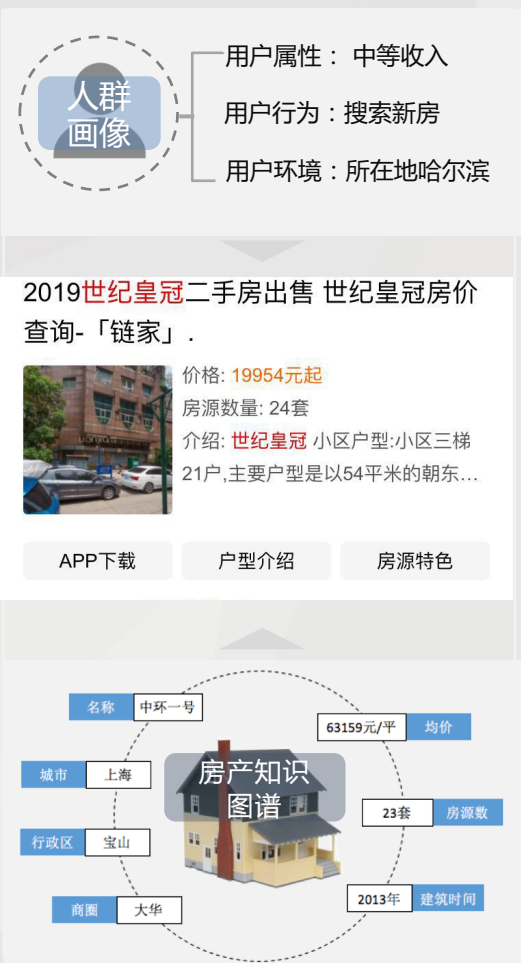 人群
画像
用户属性： 中等收入
用户行为：搜索新房
用户环境：所在地哈尔滨
2019世纪皇冠二手房出售 世纪皇冠房价
查询-「链家」.
价格: 19954元起
房源数量: 24套
介绍: 世纪皇冠 小区户型:小区三梯
21户,主要户型是以54平米的朝东...
APP下载 户型介绍 房源特色
名称 中环一号
63159元/平 均价
城市 上海
房产知识
图谱
23套 房源数
行政区 宝山
2013年 建筑时间
商圈 大华